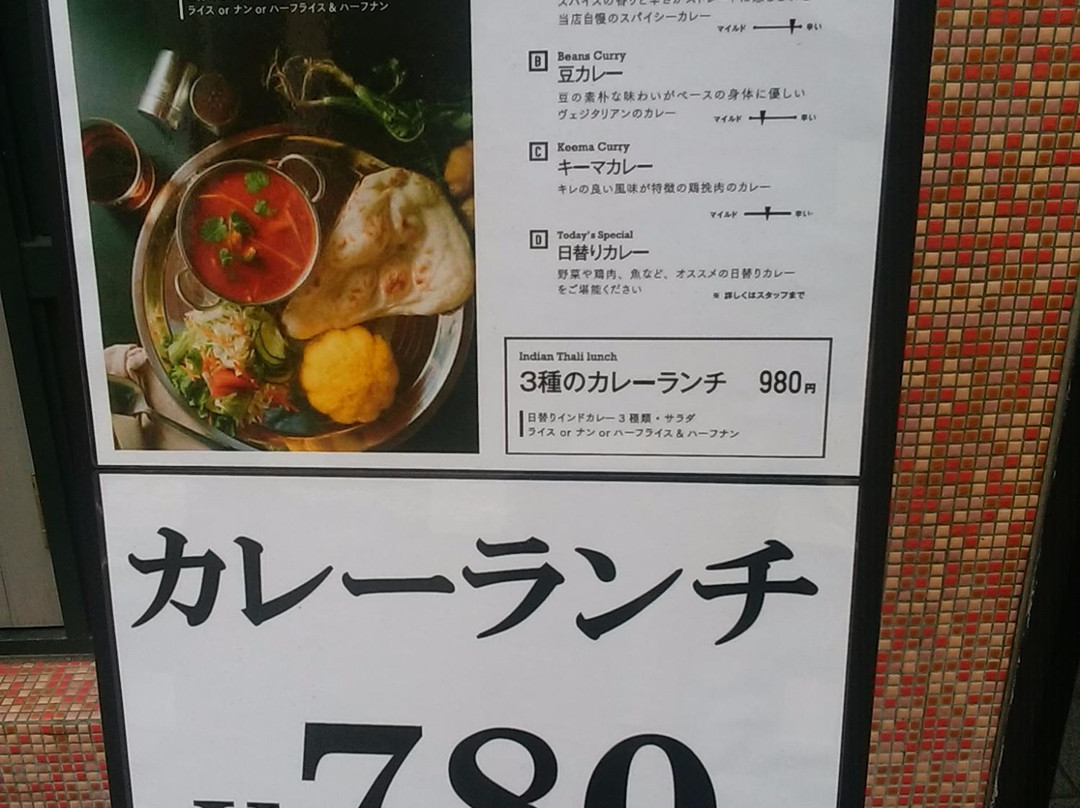 ライス or ナン or ハーフライス & ハーフナン
当店自慢のスパイシーカレー
マイルド 辛い
B Beans Curry
豆カレー
豆の素朴な味わいがベースの身体に優しい
ヴェジタリアンのカレー
マイルド 辛い
C Keema Curry
キーマカレー
キレの良い風味が特徴の鶏挽肉のカレー
マイルド 辛い
D Today's Special
日替りカレー
野菜や鶏肉、魚など、オススメの日替りカレー
をご堪能ください
※ 詳しくはスタッフまで
Indian Thali lunch
3種のカレーランチ 980円
日替りインドカレー 3 種類・サラダ
ライス or ナン or ハーフライス & ハーフナン
カレーランチ
780